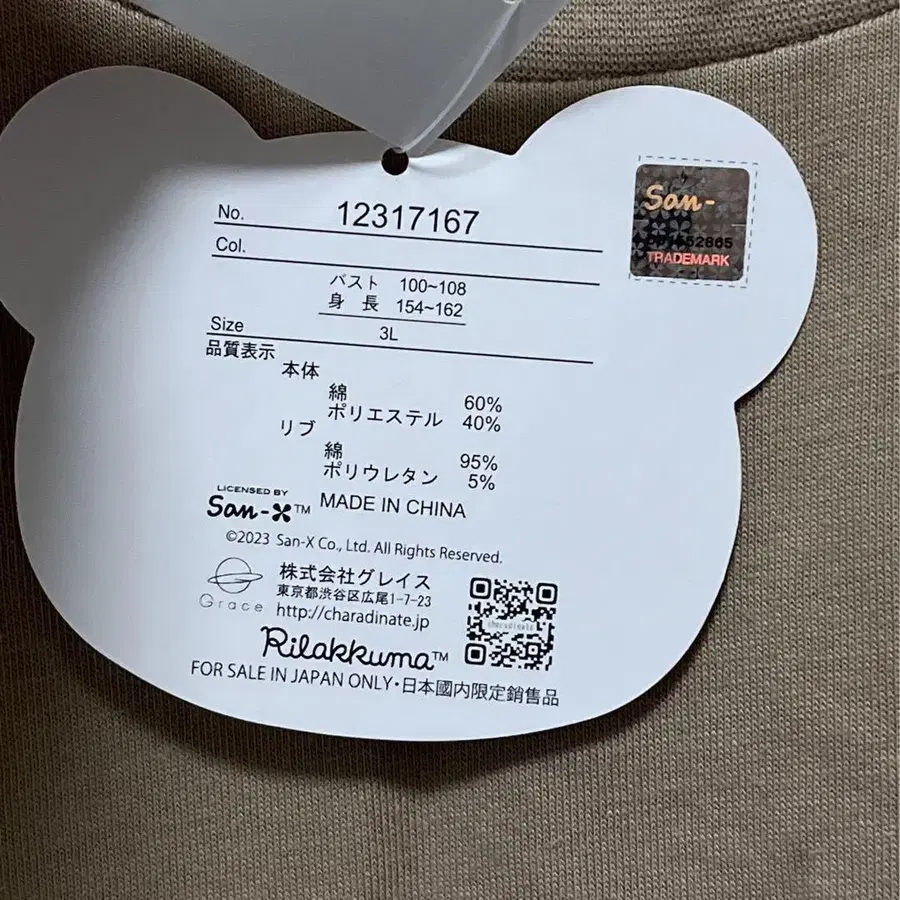 No. 12317167
Col.
バスト 100~108
身長 154~162
Size 3L
品質表示
本体
綿 60%
ポリエステル 40%
リブ
綿 95%
ポリウレタン 5%
LICENSED BY
San-X™ MADE IN CHINA
©2023 San-X Co., Ltd. All Rights Reserved.
株式会社グレイス
東京都渋谷区広尾1-7-23
Grace http://charadinate.jp
charadinate
Rilakkuma™
FOR SALE IN JAPAN ONLY・日本國内限定銷售品
San-
TRADEMARK